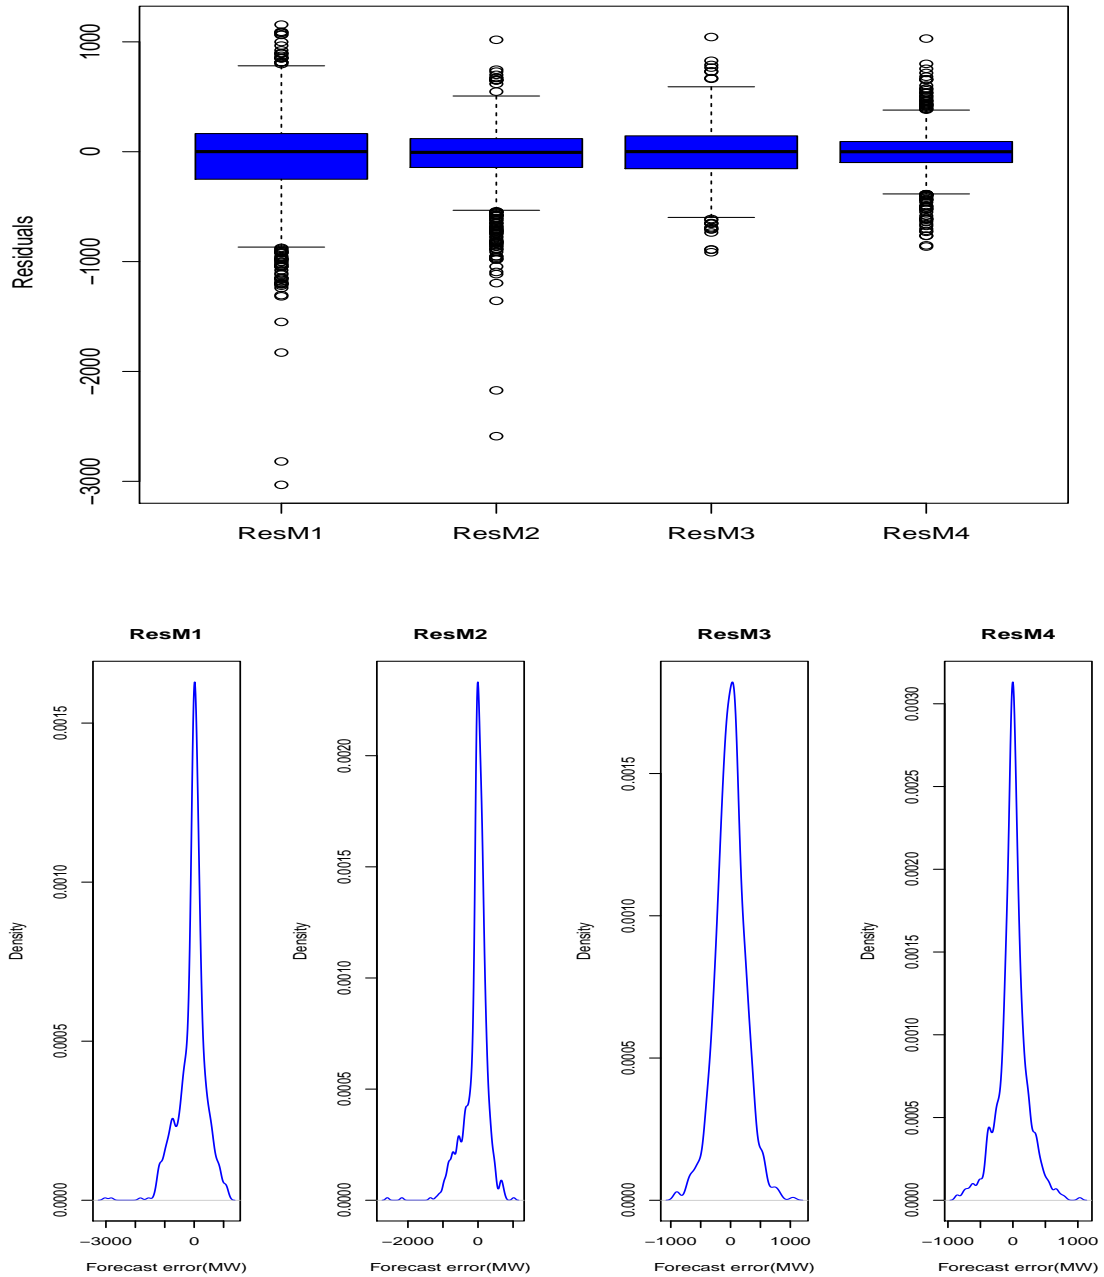 1000
0
-1000
-2000
-3000
Residuals
ResM1 ResM2 ResM3 ResM4
ResM1
0.0015
0.0010
0.0005
0.0000
Density
−3000 0
Forecast error(MW)
ResM2
0.0020
0.0015
0.0010
0.0005
0.0000
Density
−2000 0
Forecast error(MW)
ResM3
0.0015
0.0010
0.0005
0.0000
Density
−1000 0 1000
Forecast error(MW)
ResM4
0.0030
0.0025
0.0020
0.0015
0.0010
0.0005
0.0000
Density
−1000 0 1000
Forecast error(MW)